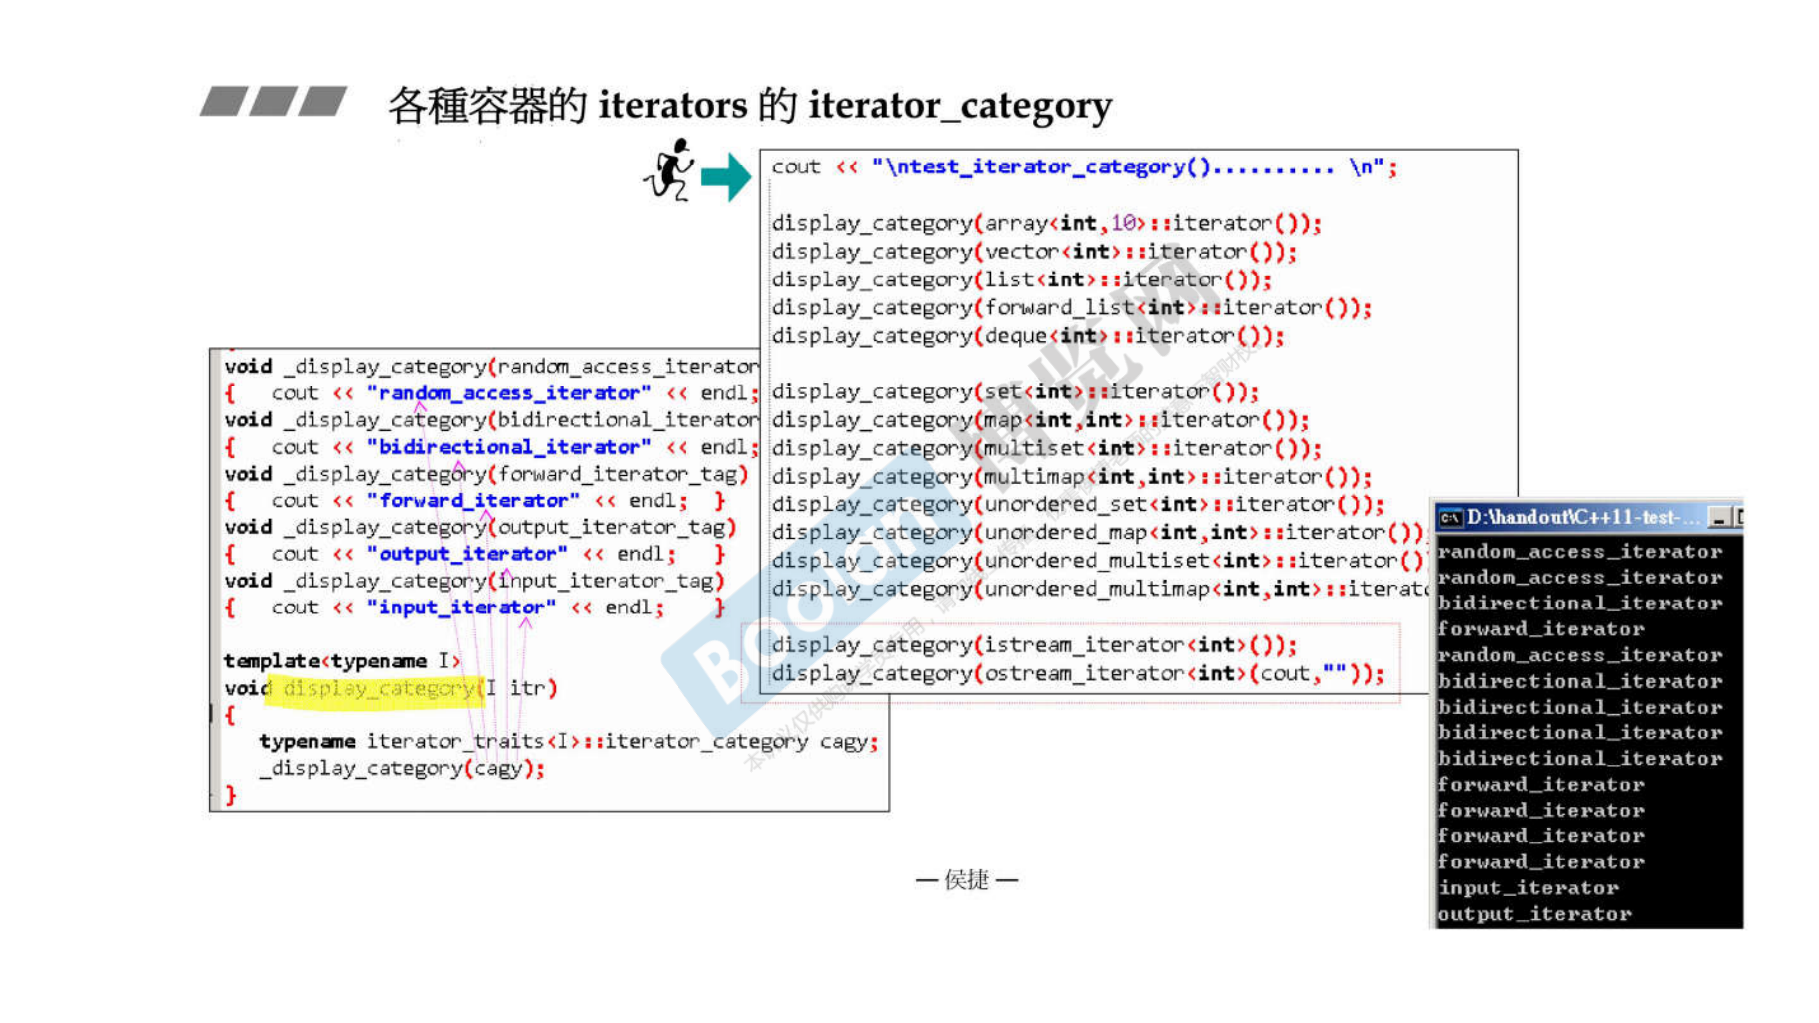 各種容器的 iterators 的 iterator_category
cout << "\ntest_iterator_category().......... \n";
display_category(array<int,10>::iterator());
display_category(vector<int>::iterator());
display_category(list<int>::iterator());
display_category(forward_list<int>::iterator());
display_category(deque<int>::iterator());
display_category(set<int>::iterator());
display_category(map<int,int>::iterator());
display_category(multiset<int>::iterator());
display_category(multimap<int,int>::iterator());
display_category(unordered_set<int>::iterator());
display_category(unordered_map<int,int>::iterator());
display_category(unordered_multiset<int>::iterator()
display_category(unordered_multimap<int,int>::iterato
display_category(istream_iterator<int>());
display_category(ostream_iterator<int>(cout,""));
void _display_category(random_access_iterator
{ cout << "random_access_iterator" << endl;
void _display_category(bidirectional_iterator
{ cout << "bidirectional_iterator" << endl;
void _display_category(forward_iterator_tag)
{ cout << "forward_iterator" << endl; }
void _display_category(output_iterator_tag)
{ cout << "output_iterator" << endl; }
void _display_category(input_iterator_tag)
{ cout << "input_iterator" << endl; }
template<typename I>
void display_category(I itr)
{
typename iterator_traits<I>::iterator_category cagy;
_display_category(cagy);
}
D:\handout\C++11-test-...
random_access_iterator
random_access_iterator
bidirectional_iterator
forward_iterator
random_access_iterator
bidirectional_iterator
bidirectional_iterator
bidirectional_iterator
bidirectional_iterator
forward_iterator
forward_iterator
forward_iterator
forward_iterator
input_iterator
output_iterator
— 侯捷 —
Boolan
博览网